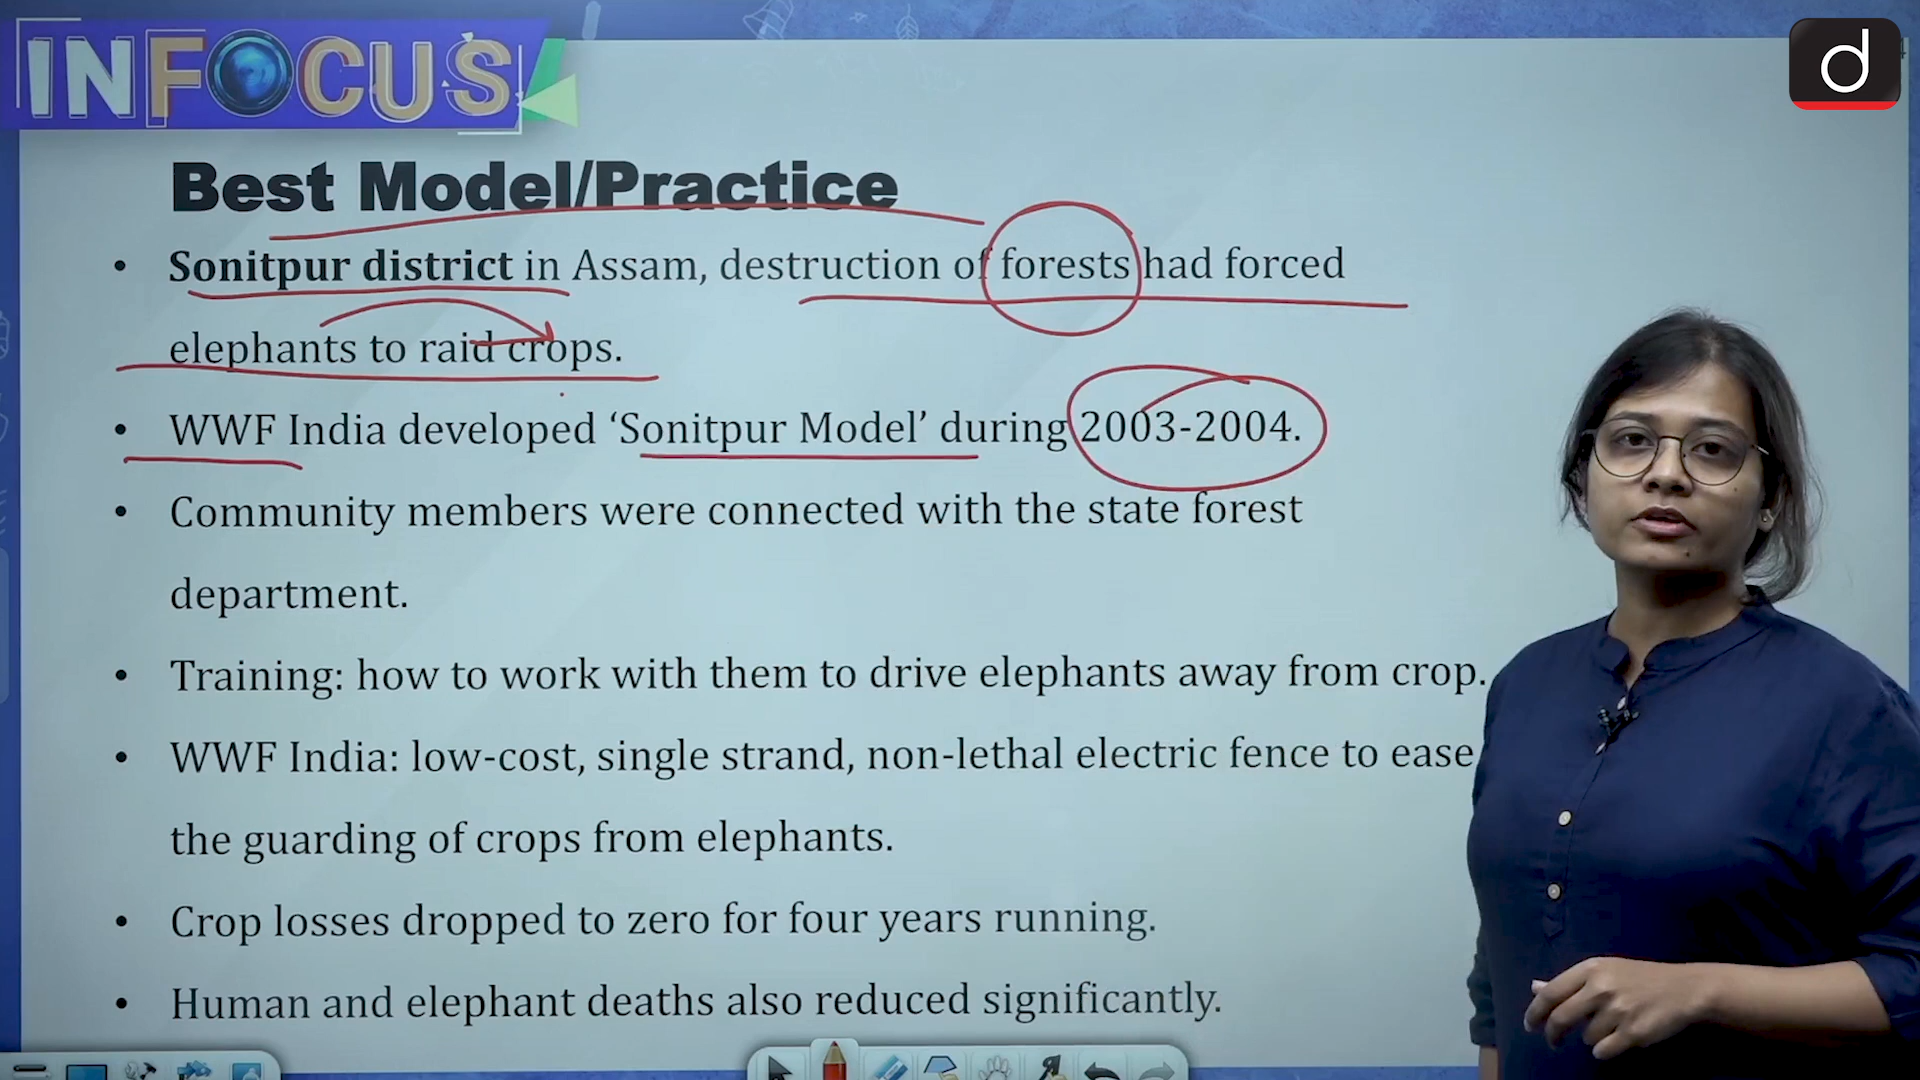 INFOCUS
d
Best Model/Practice
• Sonitpur district in Assam, destruction of forests had forced
elephants to raid crops.
• WWF India developed ‘Sonitpur Model’ during 2003-2004.
• Community members were connected with the state forest
department.
• Training: how to work with them to drive elephants away from crop.
• WWF India: low-cost, single strand, non-lethal electric fence to ease
the guarding of crops from elephants.
• Crop losses dropped to zero for four years running.
• Human and elephant deaths also reduced significantly.